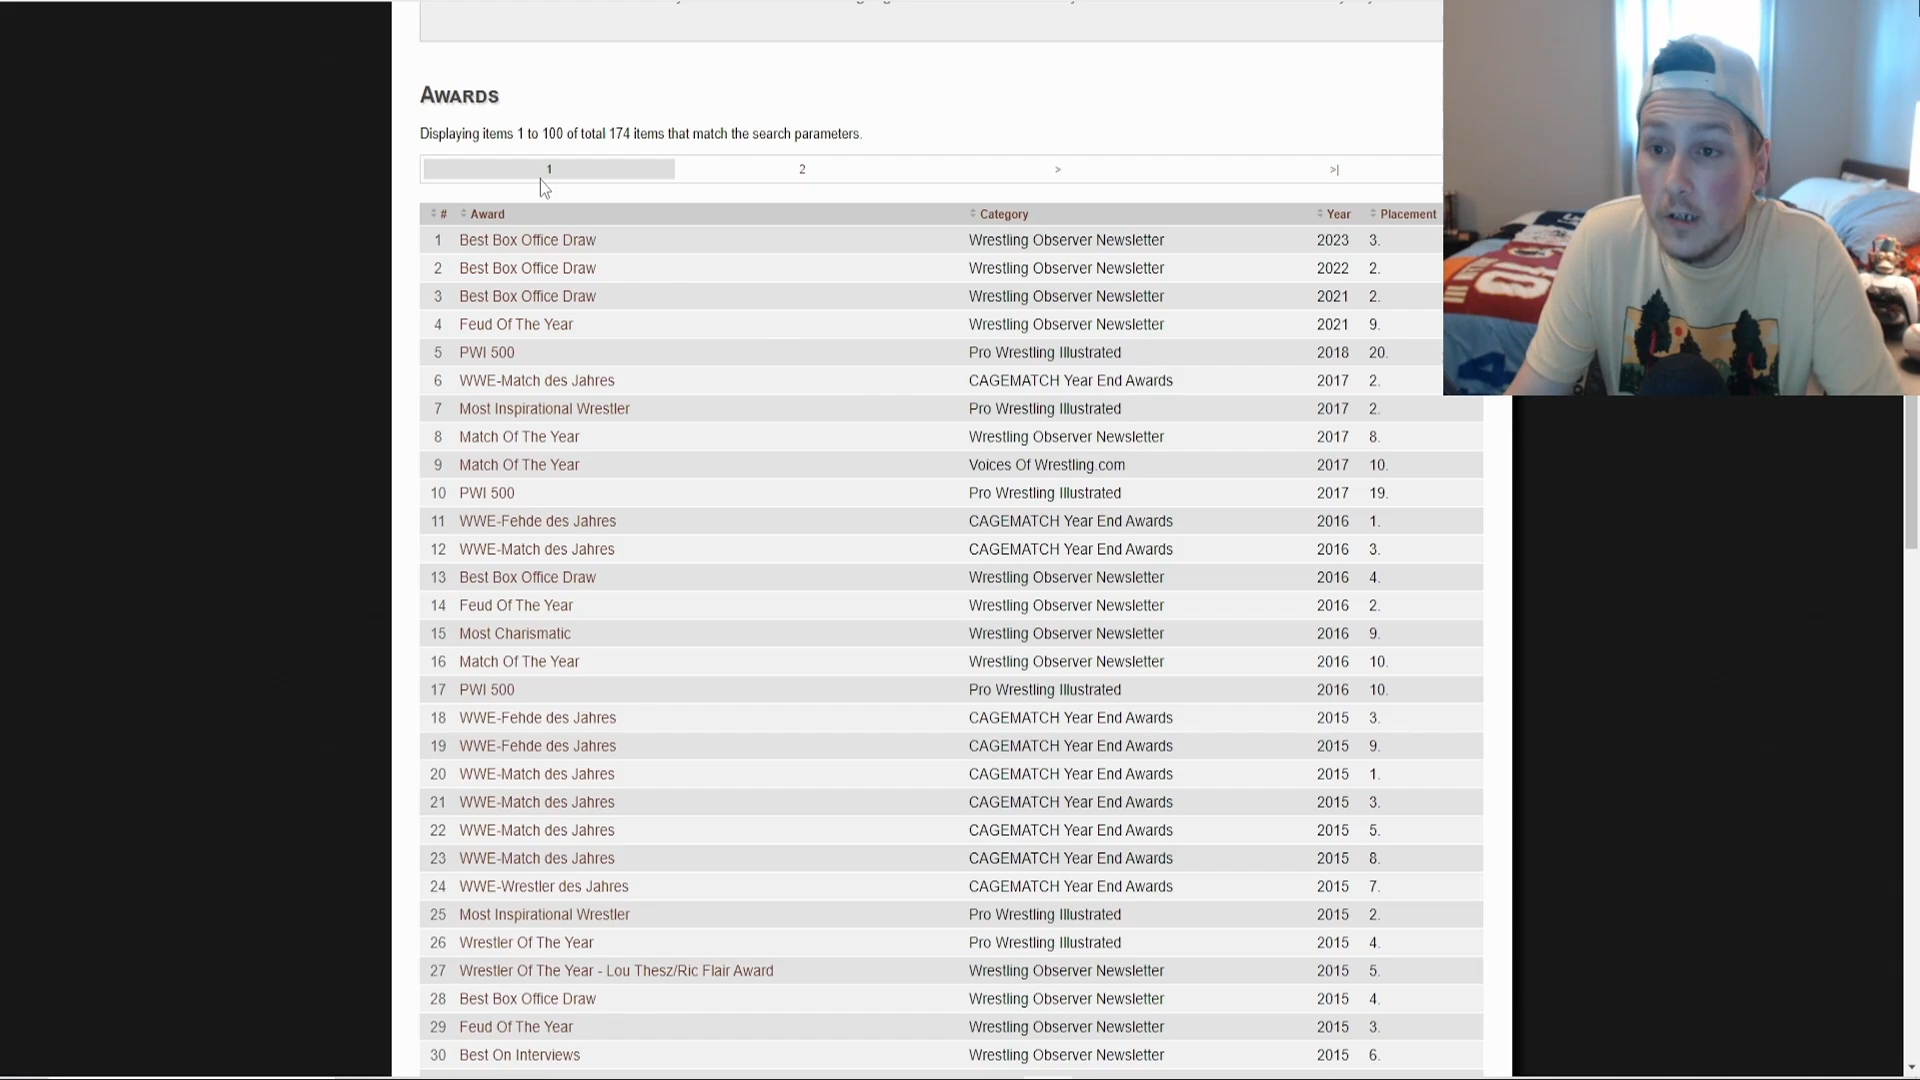 AWARDS
Displaying items 1 to 100 of total 174 items that match the search parameters.
1 2 > >|
# Award Category Year Placement
1 Best Box Office Draw Wrestling Observer Newsletter 2023 3.
2 Best Box Office Draw Wrestling Observer Newsletter 2022 2.
3 Best Box Office Draw Wrestling Observer Newsletter 2021 2.
4 Feud Of The Year Wrestling Observer Newsletter 2021 9.
5 PWI 500 Pro Wrestling Illustrated 2018 20.
6 WWE-Match des Jahres CAGEMATCH Year End Awards 2017 2.
7 Most Inspirational Wrestler Pro Wrestling Illustrated 2017 2.
8 Match Of The Year Wrestling Observer Newsletter 2017 8.
9 Match Of The Year Voices Of Wrestling.com 2017 10.
10 PWI 500 Pro Wrestling Illustrated 2017 19.
11 WWE-Fehde des Jahres CAGEMATCH Year End Awards 2016 1.
12 WWE-Match des Jahres CAGEMATCH Year End Awards 2016 3.
13 Best Box Office Draw Wrestling Observer Newsletter 2016 4.
14 Feud Of The Year Wrestling Observer Newsletter 2016 2.
15 Most Charismatic Wrestling Observer Newsletter 2016 9.
16 Match Of The Year Wrestling Observer Newsletter 2016 10.
17 PWI 500 Pro Wrestling Illustrated 2016 10.
18 WWE-Fehde des Jahres CAGEMATCH Year End Awards 2015 3.
19 WWE-Fehde des Jahres CAGEMATCH Year End Awards 2015 9.
20 WWE-Match des Jahres CAGEMATCH Year End Awards 2015 1.
21 WWE-Match des Jahres CAGEMATCH Year End Awards 2015 3.
22 WWE-Match des Jahres CAGEMATCH Year End Awards 2015 5.
23 WWE-Match des Jahres CAGEMATCH Year End Awards 2015 8.
24 WWE-Wrestler des Jahres CAGEMATCH Year End Awards 2015 7.
25 Most Inspirational Wrestler Pro Wrestling Illustrated 2015 2.
26 Wrestler Of The Year Pro Wrestling Illustrated 2015 4.
27 Wrestler Of The Year - Lou Thesz/Ric Flair Award Wrestling Observer Newsletter 2015 5.
28 Best Box Office Draw Wrestling Observer Newsletter 2015 4.
29 Feud Of The Year Wrestling Observer Newsletter 2015 3.
30 Best On Interviews Wrestling Observer Newsletter 2015 6.